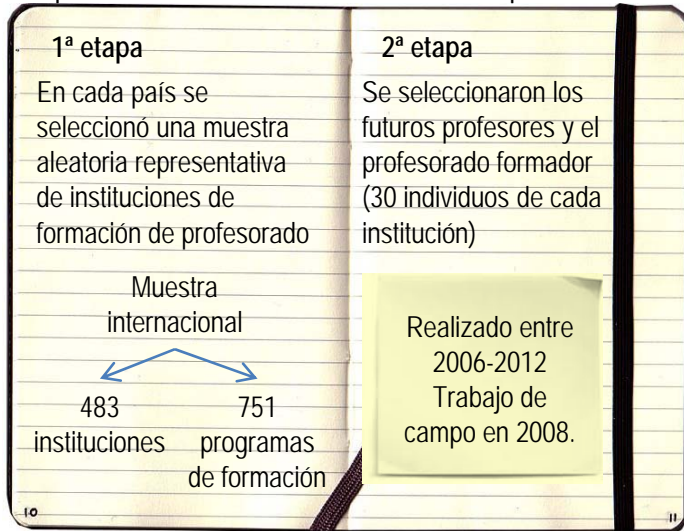 1ª etapa
En cada país se
seleccionó una muestra
aleatoria representativa
de instituciones de
formación de profesorado
Muestra
internacional
483
instituciones
751
programas
de formación
10
2ª etapa
Se seleccionaron los
futuros profesores y el
profesorado formador
(30 individuos de cada
institución)
Realizado entre
2006-2012
Trabajo de
campo en 2008.
11